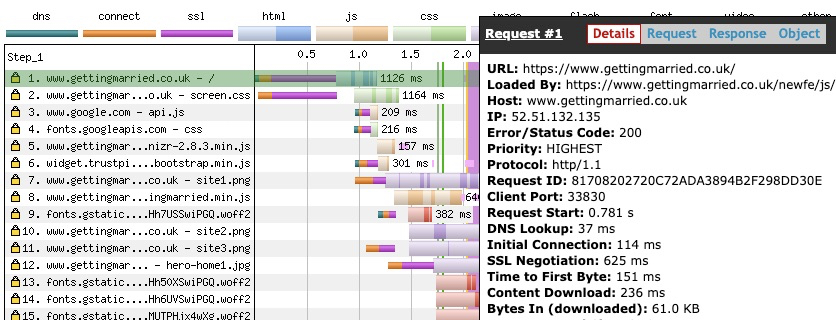 dns connect ssl html js css image flash font video other
Step_1 0.5 1.0 1.5 2.0
1. www.gettingmarried.co.uk - / 1126 ms
2. www.gettingmar...o.uk - screen.css 1164 ms
3. www.google.com - api.js 209 ms
4. fonts.googleapis.com - css 216 ms
5. www.gettingmar...nizr-2.8.3.min.js 157 ms
6. widget.trustpi....bootstrap.min.js 301 ms
7. www.gettingmar...co.uk - site1.png
8. www.gettingmar...ingmarried.min.js 640
9. fonts.gstatic....Hh7USSwiPGQ.woff2 382 ms
10. www.gettingmar...co.uk - site2.png
11. www.gettingmar...co.uk - site3.png
12. www.gettingmar... - hero-home1.jpg
13. fonts.gstatic....Hh50XSwiPGQ.woff2
14. fonts.gstatic....Hh6UVSwiPGQ.woff2
15. fonts.gstatic....MUTPHjx4wXg.woff2
Request #1 Details Request Response Object
URL: https://www.gettingmarried.co.uk/
Loaded By: https://www.gettingmarried.co.uk/newfe/js/
Host: www.gettingmarried.co.uk
IP: 52.51.132.135
Error/Status Code: 200
Priority: HIGHEST
Protocol: http/1.1
Request ID: 81708202720C72ADA3894B2F298DD30E
Client Port: 33830
Request Start: 0.781 s
DNS Lookup: 37 ms
Initial Connection: 114 ms
SSL Negotiation: 625 ms
Time to First Byte: 151 ms
Content Download: 236 ms
Bytes In (downloaded): 61.0 KB